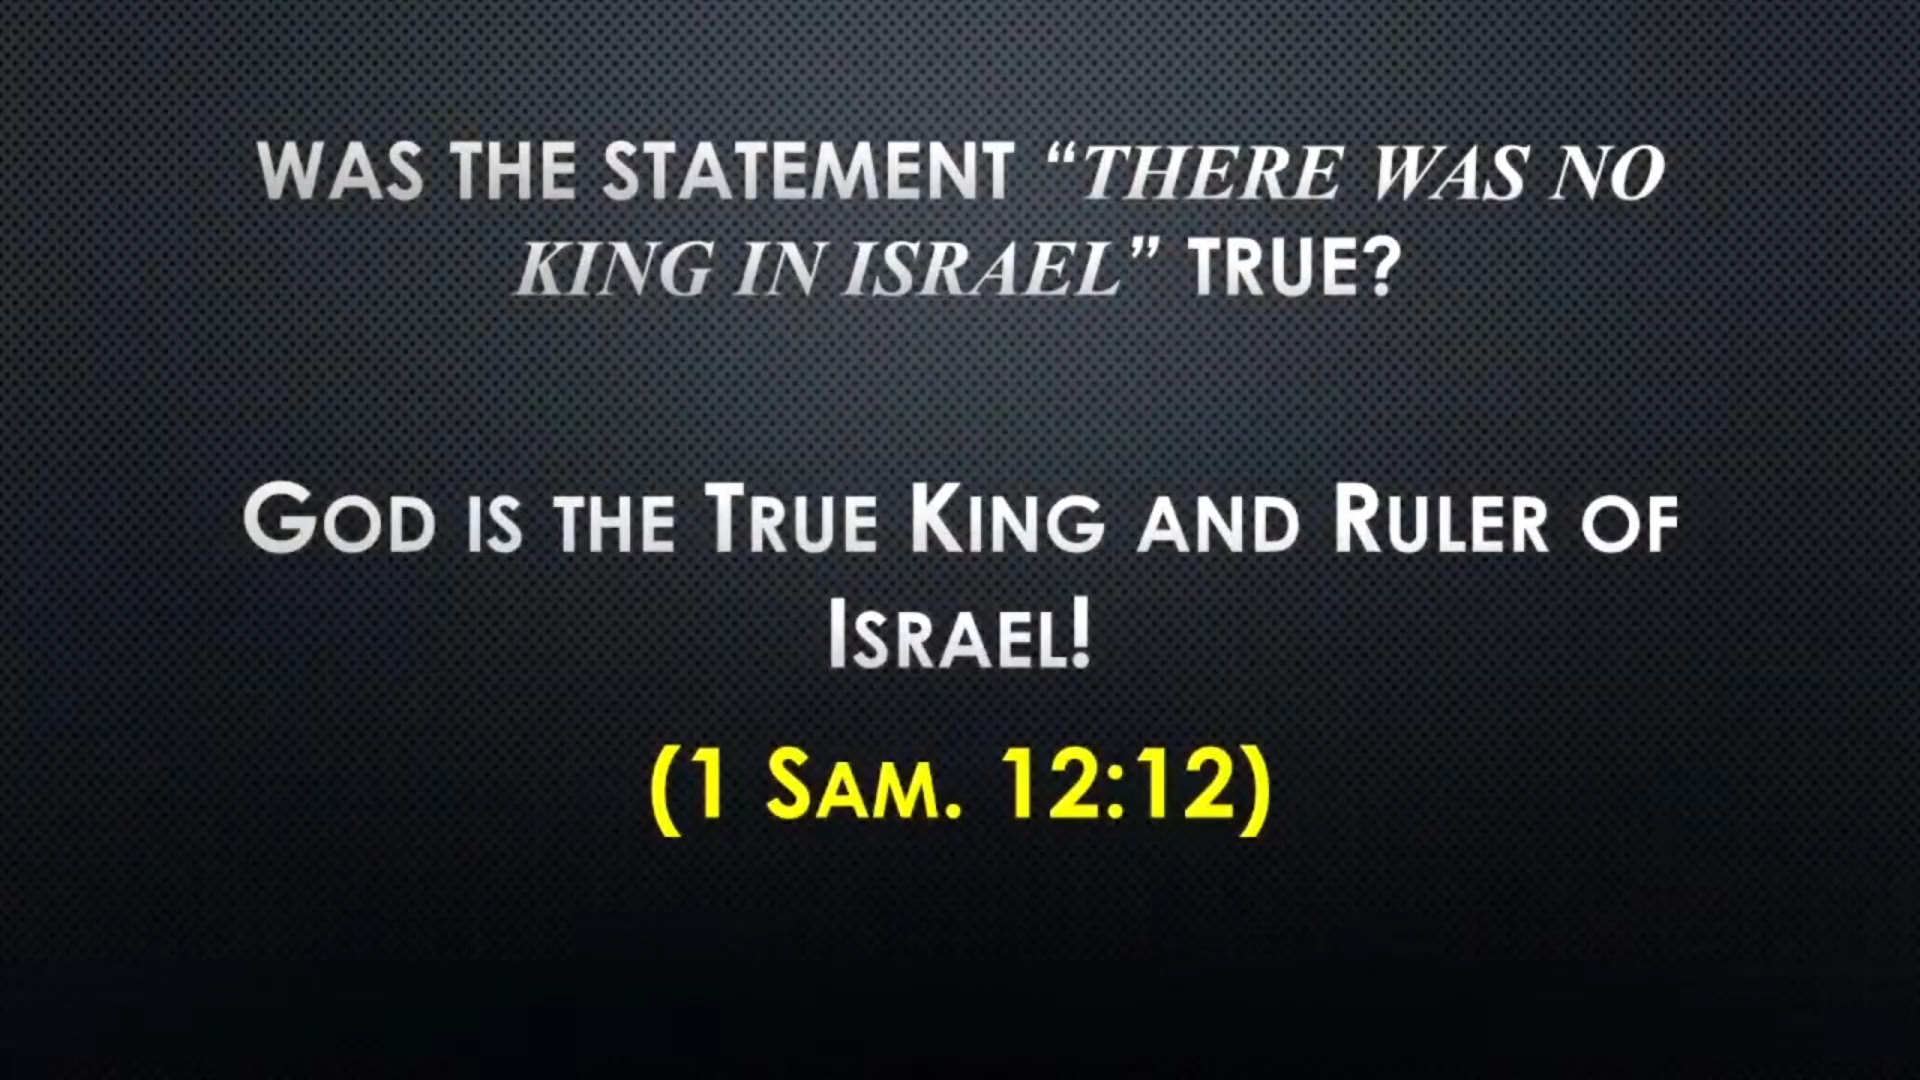 WAS THE STATEMENT “THERE WAS NO
KING IN ISRAEL” TRUE?
GOD IS THE TRUE KING AND RULER OF
ISRAEL!
(1 SAM. 12:12)